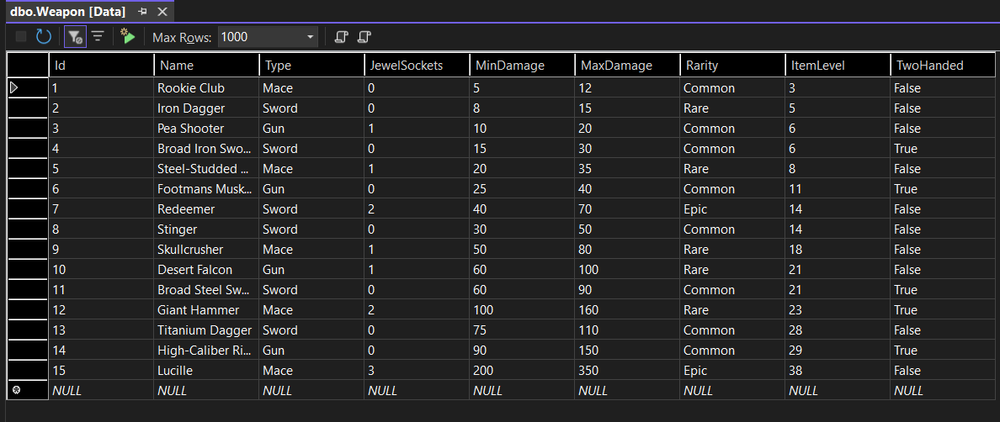 dbo.Weapon [Data]
Max Rows: 1000
Id Name Type JewelSockets MinDamage MaxDamage Rarity ItemLevel TwoHanded
1 Rookie Club Mace 0 5 12 Common 3 False
2 Iron Dagger Sword 0 8 15 Rare 5 False
3 Pea Shooter Gun 1 10 20 Common 6 False
4 Broad Iron Swo... Sword 0 15 30 Common 6 True
5 Steel-Studded ... Mace 1 20 35 Rare 8 False
6 Footmans Musk... Gun 0 25 40 Common 11 True
7 Redeemer Sword 2 40 70 Epic 14 False
8 Stinger Sword 0 30 50 Common 14 False
9 Skullcrusher Mace 1 50 80 Rare 18 False
10 Desert Falcon Gun 1 60 100 Rare 21 False
11 Broad Steel Sw... Sword 0 60 90 Common 21 True
12 Giant Hammer Mace 2 100 160 Rare 23 True
13 Titanium Dagger Sword 0 75 110 Common 28 False
14 High-Caliber Ri... Gun 0 90 150 Common 29 True
15 Lucille Mace 3 200 350 Epic 38 False
NULL NULL NULL NULL NULL NULL NULL NULL NULL